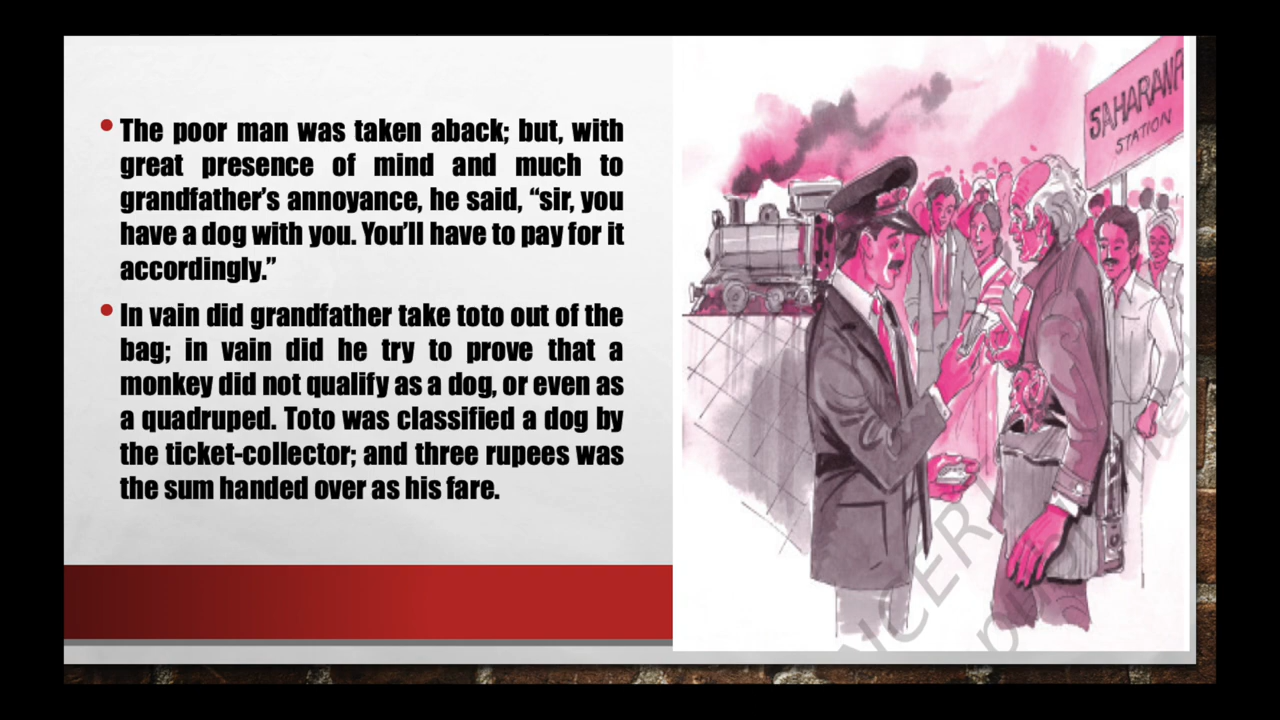 The poor man was taken aback; but, with
great presence of mind and much to
grandfather’s annoyance, he said, “sir, you
have a dog with you. You’ll have to pay for it
accordingly.”
In vain did grandfather take toto out of the
bag; in vain did he try to prove that a
monkey did not qualify as a dog, or even as
a quadruped. Toto was classified a dog by
the ticket-collector; and three rupees was
the sum handed over as his fare.
SAHARANP
STATION
NCERT